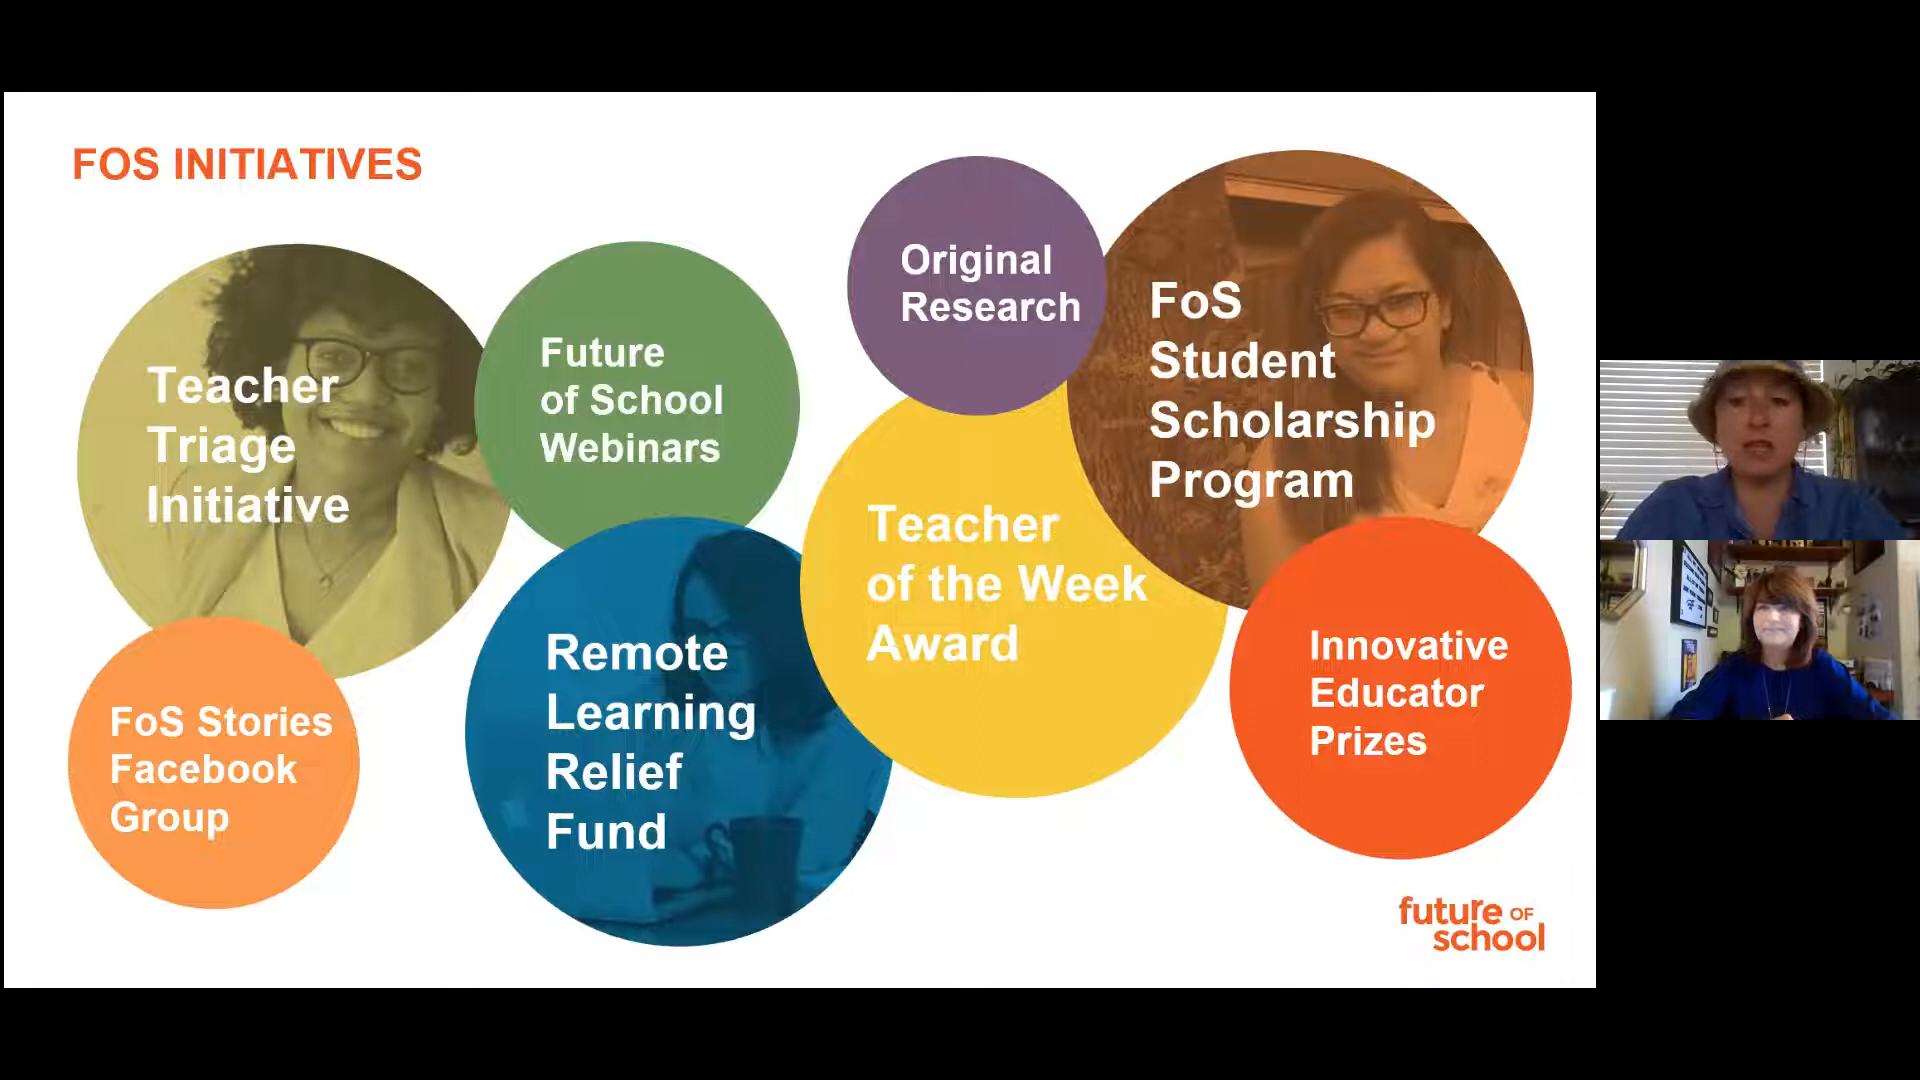 FOS INITIATIVES
Teacher
Triage
Initiative
FoS Stories
Facebook
Group
Future
of School
Webinars
Remote
Learning
Relief
Fund
Original
Research
Teacher
of the Week
Award
FoS
Student
Scholarship
Program
Innovative
Educator
Prizes
future OF
school